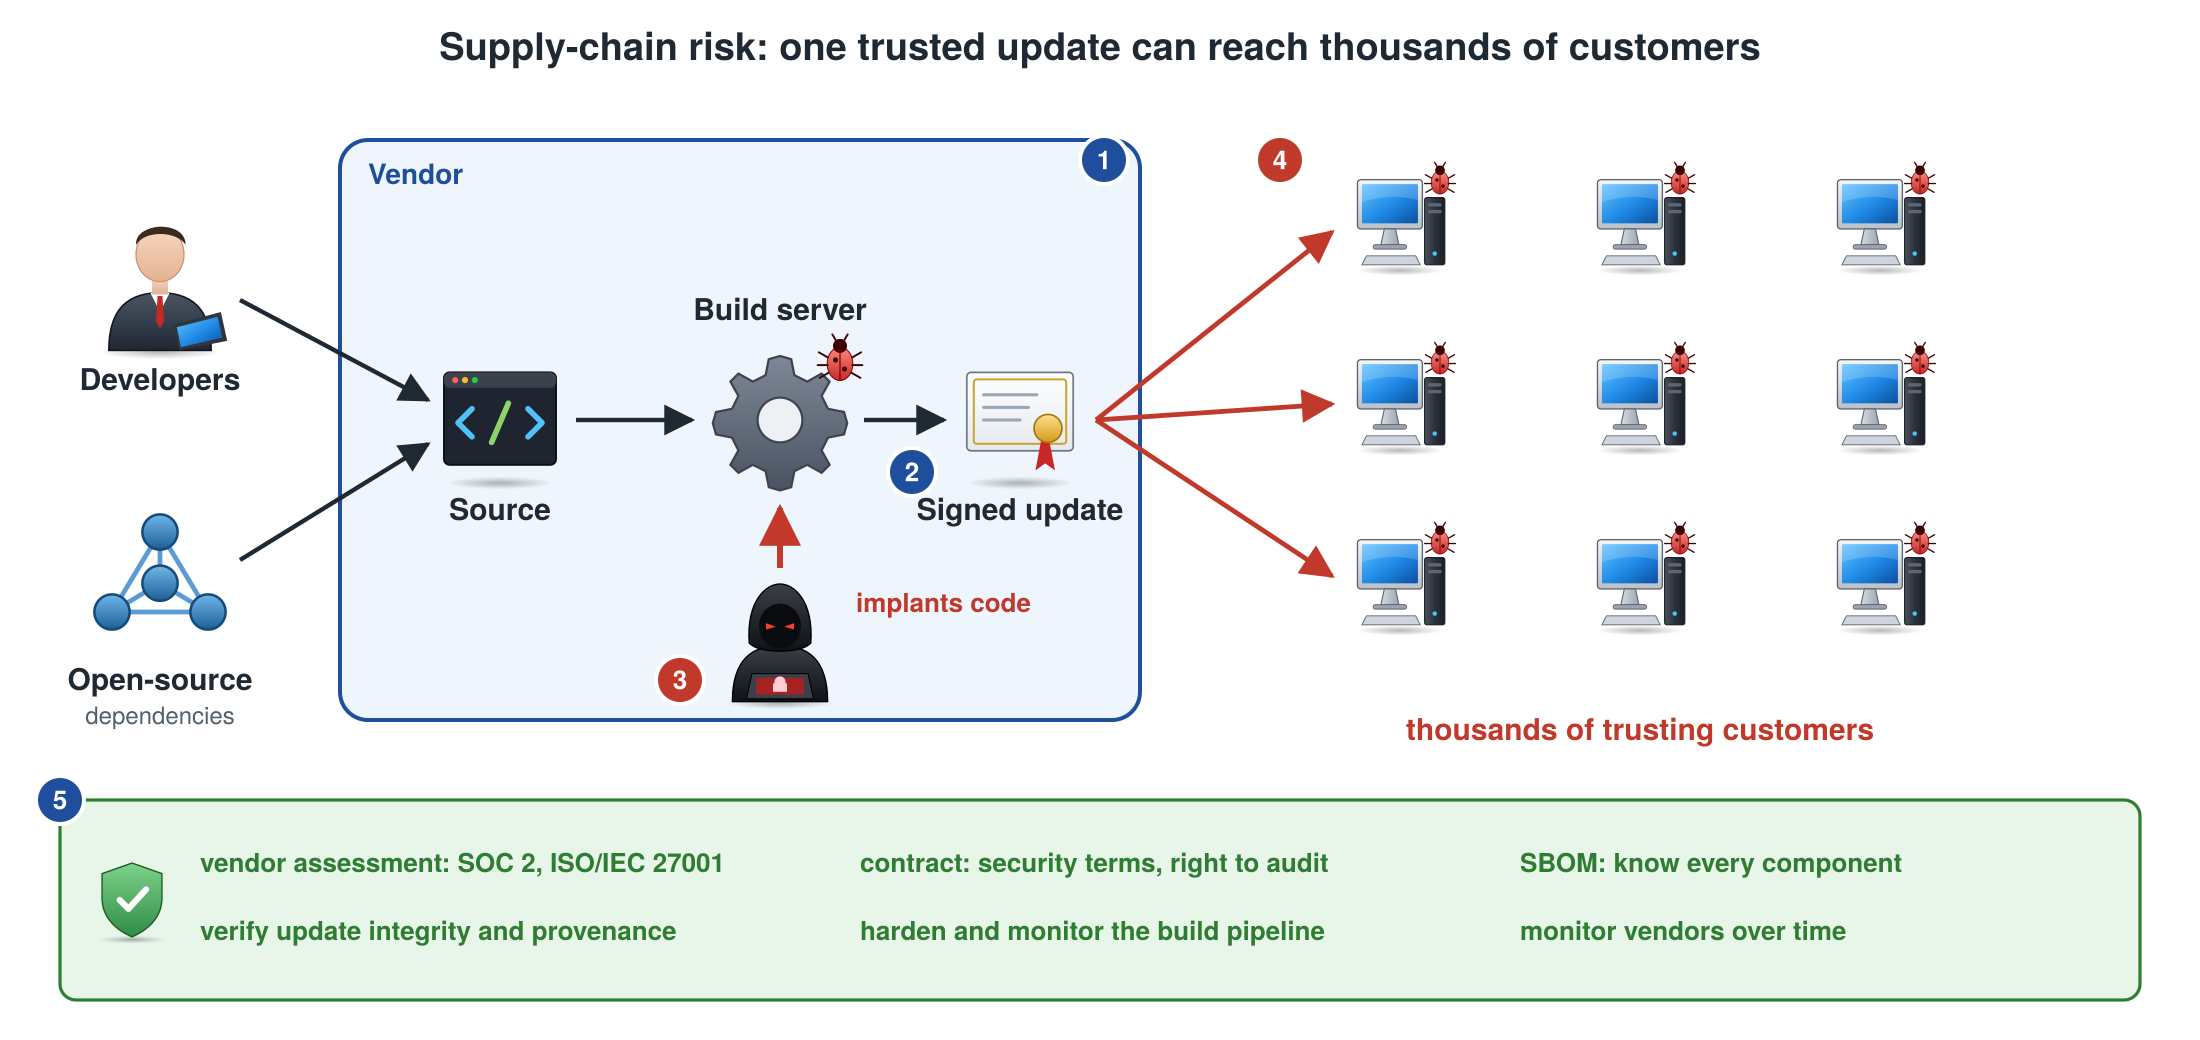 Supply-chain risk: one trusted update can reach thousands of customers
Vendor
1
4
Build server
Developers
2
Source
Signed update
implants code
3
Open-source
dependencies
thousands of trusting customers
5
vendor assessment: SOC 2, ISO/IEC 27001
contract: security terms, right to audit
SBOM: know every component
verify update integrity and provenance
harden and monitor the build pipeline
monitor vendors over time